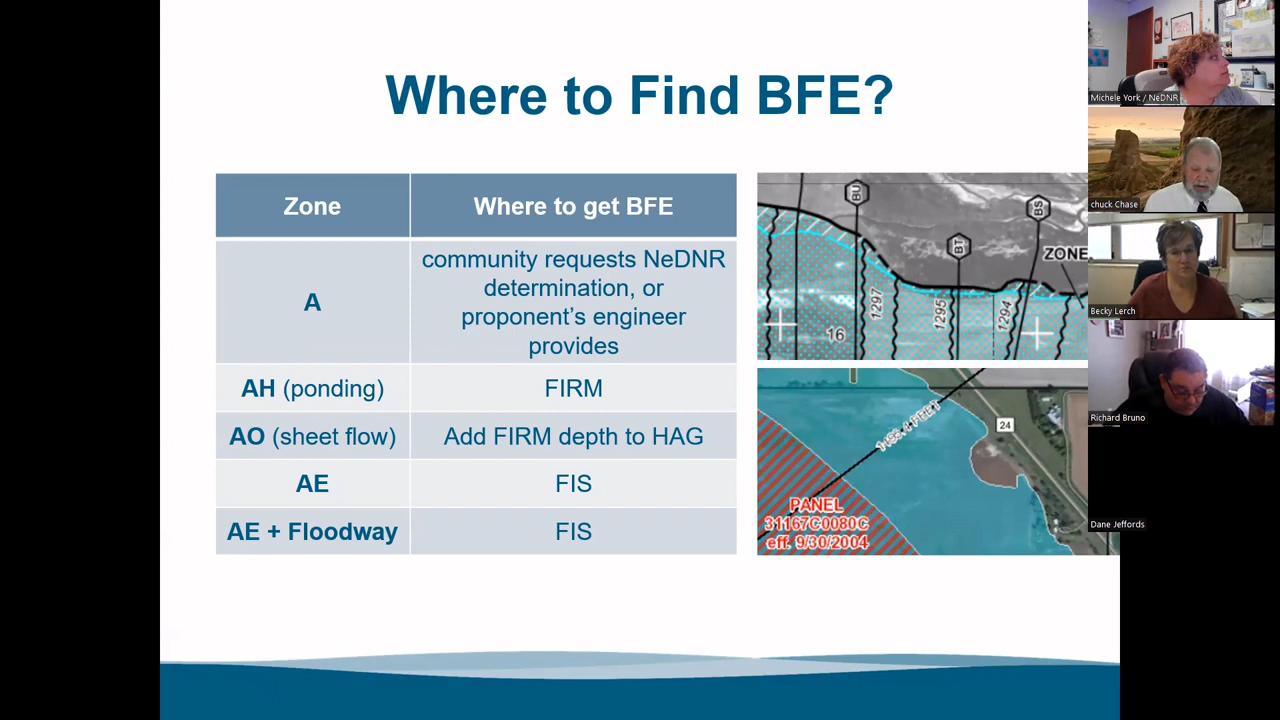 Where to Find BFE?
Zone
Where to get BFE
A
community requests NeDNR
determination, or
proponent's engineer
provides
AH (ponding)
FIRM
AO (sheet flow)
Add FIRM depth to HAG
AE
FIS
AE + Floodway
FIS
BU
BT
BS
ZONE
1297
1295
1294
16
24
PANEL
31167C0080C
eff. 9/30/2004
Michele York / NeDNR
chuck Chase
Becky Lerch
Richard Bruno
Dane Jeffords